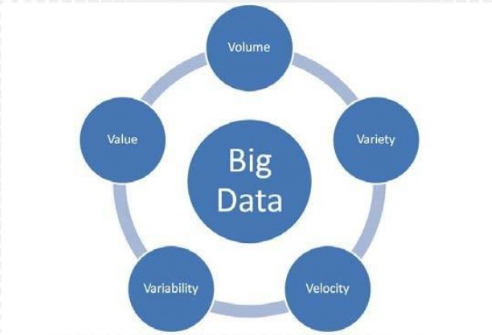 Volume
Variety
Velocity
Variability
Value
Big
Data